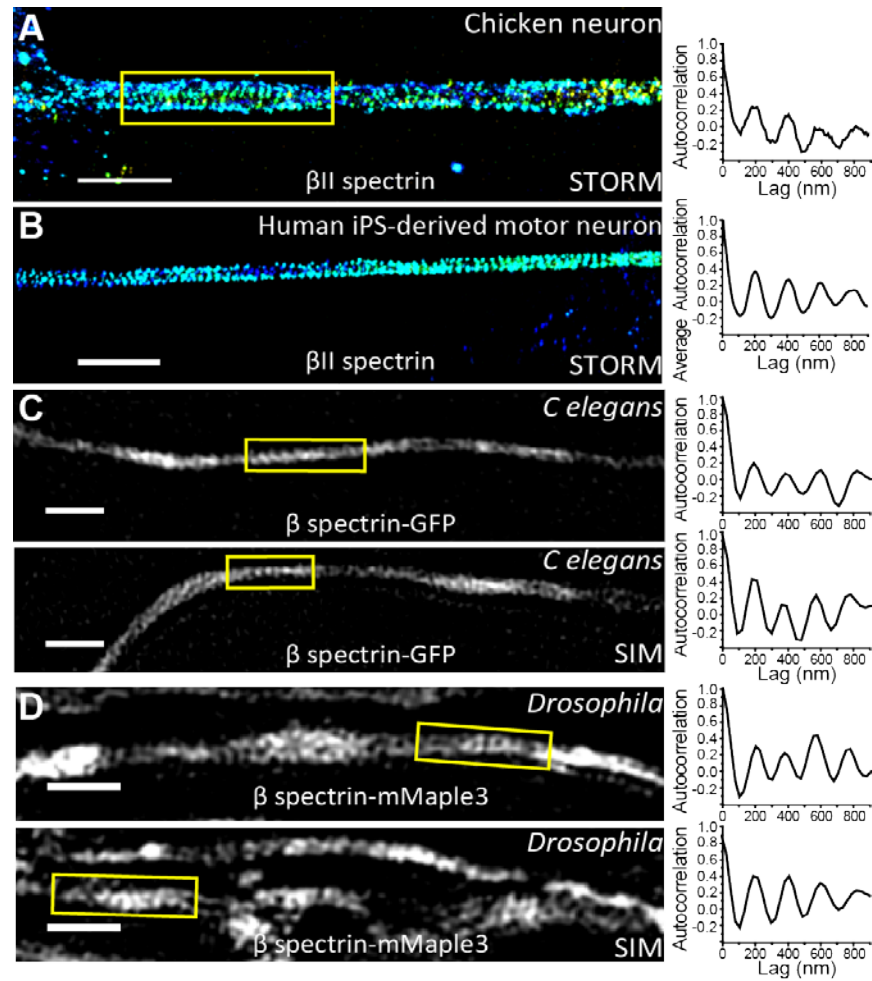 A
Chicken neuron
βII spectrin
STORM
Autocorrelation
1.0
0.8
0.6
0.4
0.2
0.0
-0.2
0 200 400 600 800
Lag (nm)
B
Human iPS-derived motor neuron
βII spectrin
STORM
Average Autocorrelation
1.0
0.8
0.6
0.4
0.2
0.0
-0.2
0 200 400 600 800
Lag (nm)
C
C elegans
β spectrin-GFP
Autocorrelation
1.0
0.8
0.6
0.4
0.2
0.0
-0.2
0 200 400 600 800
C elegans
β spectrin-GFP
SIM
Autocorrelation
1.0
0.8
0.6
0.4
0.2
0.0
-0.2
0 200 400 600 800
Lag (nm)
D
Drosophila
β spectrin-mMaple3
Autocorrelation
1.0
0.8
0.6
0.4
0.2
0.0
-0.2
0 200 400 600 800
Drosophila
β spectrin-mMaple3
SIM
Autocorrelation
1.0
0.8
0.6
0.4
0.2
0.0
-0.2
0 200 400 600 800
Lag (nm)